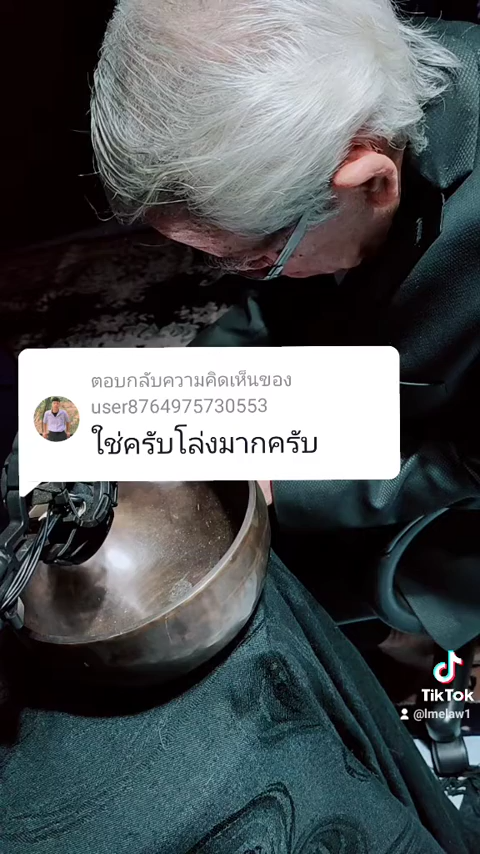 ตอบกลับความคิดเห็นของ
user8764975730553
ใช่ครับโล่งมากครับ
TikTok
@lmejaw1